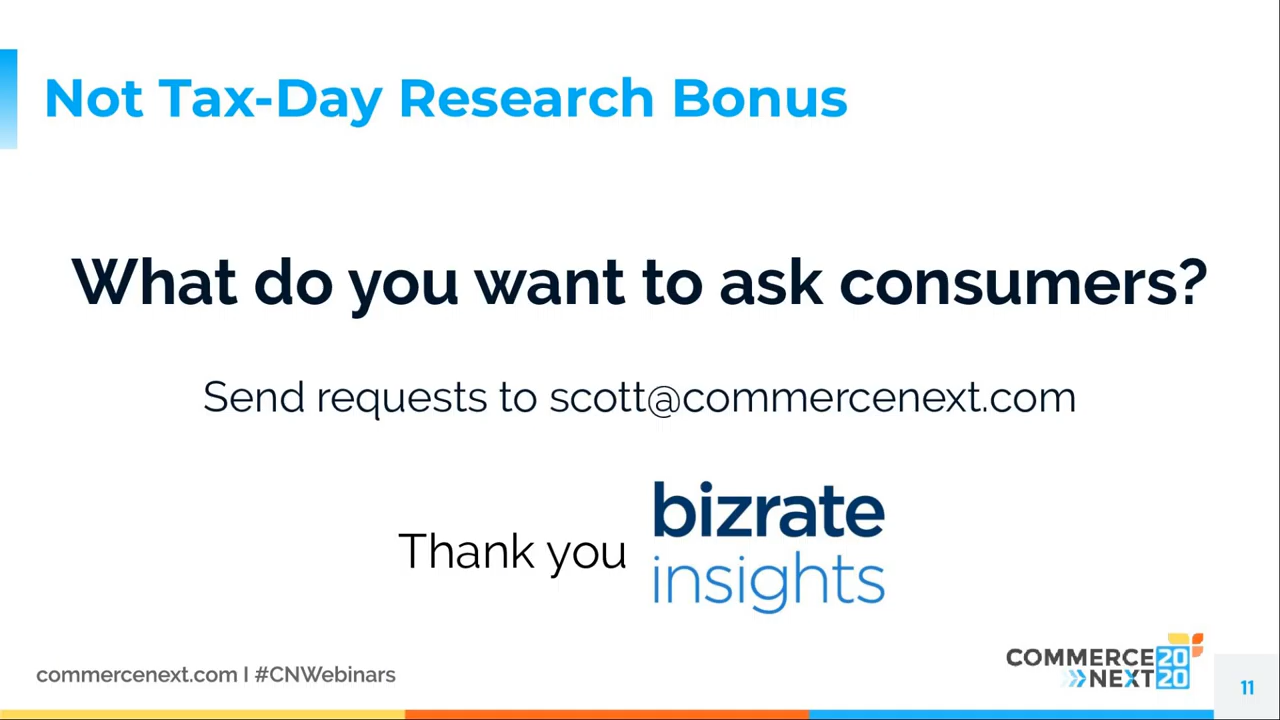 Not Tax-Day Research Bonus
What do you want to ask consumers?
Send requests to scott@commercenext.com
Thank you
bizrate
insights
commercenext.com I #CNWebinars
COMMERCE 20
NEXT 20
11